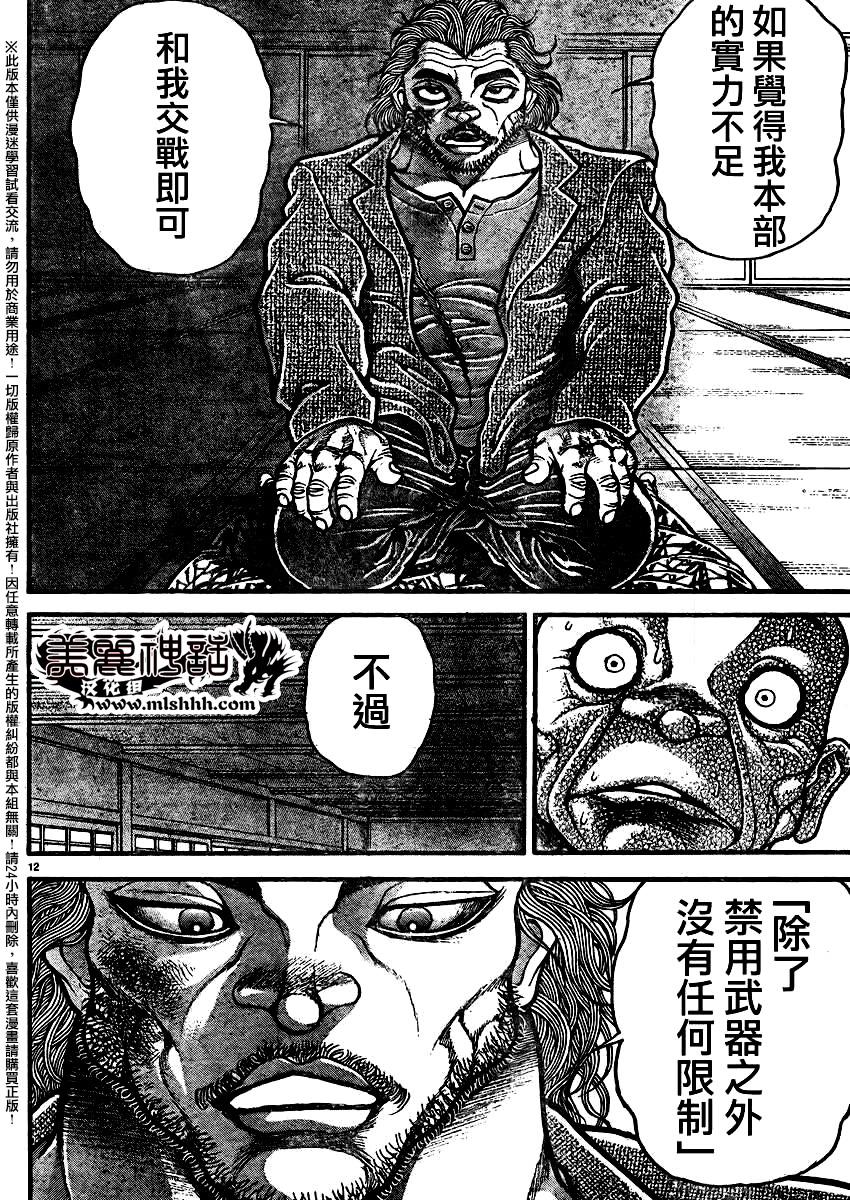 如果覺得我本部
的實力不足
和我交戰即可
不過
「除了
禁用武器之外
沒有任何限制」
美麗神話
汉化组
www.mlshhh.com
12
※此版本僅供漫迷學習試看交流，請勿用於商業用途！一切版權歸原作者與出版社擁有！因任意轉載所產生的版權糾紛都與本組無關！請24小時內刪除，喜歡這套漫畫請購買正版！